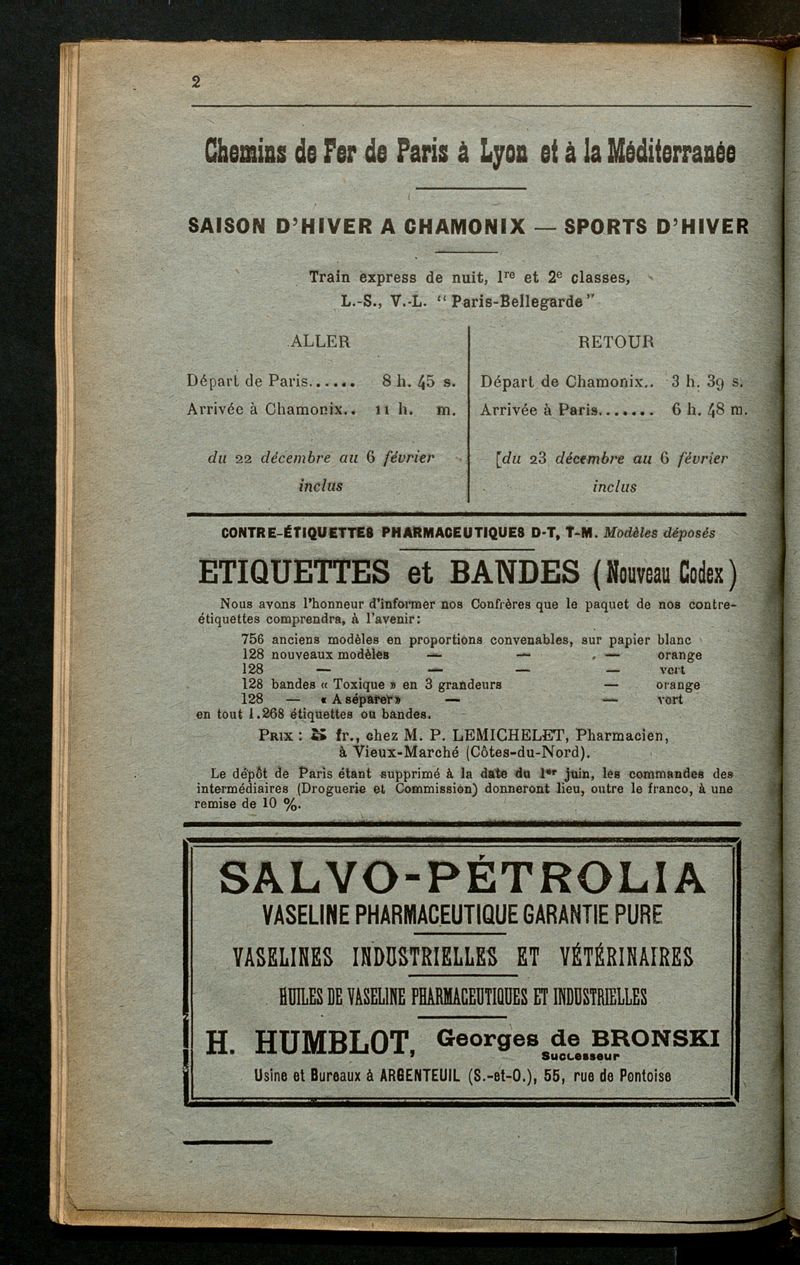 2
Chemins de Fer de Paris à Lyon et à la Méditerranée
SAISON D'HIVER A CHAMONIX — SPORTS D'HIVER
Train express de nuit, 1re et 2e classes,
L.-S., V.-L. "Paris-Bellegarde"
ALLER
Départ de Paris...... 8 h. 45 s.
Arrivée à Chamonix.. 11 h. m.
du 22 décembre au 6 février
inclus
RETOUR
Départ de Chamonix.. 3 h. 39 s.
Arrivée à Paris....... 6 h. 48 m.
[du 23 décembre au 6 février
inclus
CONTRE-ÉTIQUETTES PHARMACEUTIQUES D-T, T-M. Modèles déposés
ETIQUETTES et BANDES (Nouveau Codex)
Nous avons l'honneur d'informer nos Confrères que le paquet de nos contre-
étiquettes comprendra, à l'avenir:
756 anciens modèles en proportions convenables, sur papier blanc
128 nouveaux modèles — — — orange
128 — — — — vert
128 bandes « Toxique » en 3 grandeurs — orange
128 — « A séparer » — — vert
en tout 1.268 étiquettes ou bandes.
PRIX : 5 fr., chez M. P. LEMICHELET, Pharmacien,
à Vieux-Marché (Côtes-du-Nord).
Le dépôt de Paris étant supprimé à la date du 1er juin, les commandes des
intermédiaires (Droguerie et Commission) donneront lieu, outre le franco, à une
remise de 10 %.
SALVO-PÉTROLIA
VASELINE PHARMACEUTIQUE GARANTIE PURE
VASELINES INDUSTRIELLES ET VÉTÉRINAIRES
HUILES DE VASELINE PHARMACEUTIQUES ET INDUSTRIELLES
H. HUMBLOT, Georges de BRONSKI
Successeur
Usine et Bureaux à ARGENTEUIL (S.-et-O.), 55, rue de Pontoise